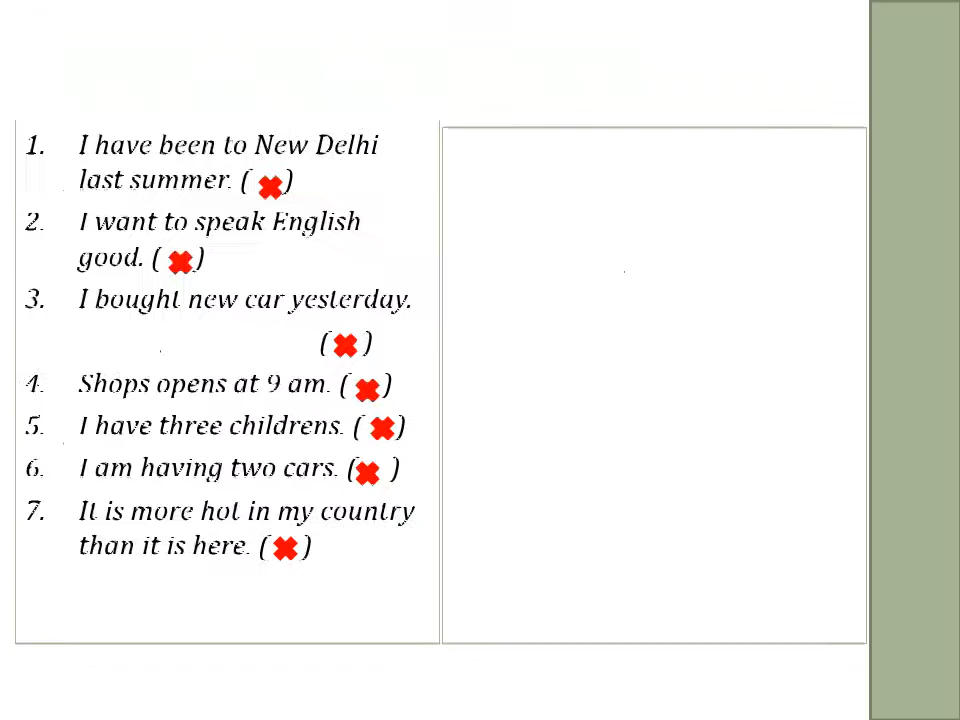 1. I have been to New Delhi
last summer. ( ✖ )
2. I want to speak English
good. ( ✖ )
3. I bought new car yesterday.
( ✖ )
4. Shops opens at 9 am. ( ✖ )
5. I have three childrens. ( ✖ )
6. I am having two cars. ( ✖ )
7. It is more hot in my country
than it is here. ( ✖ )